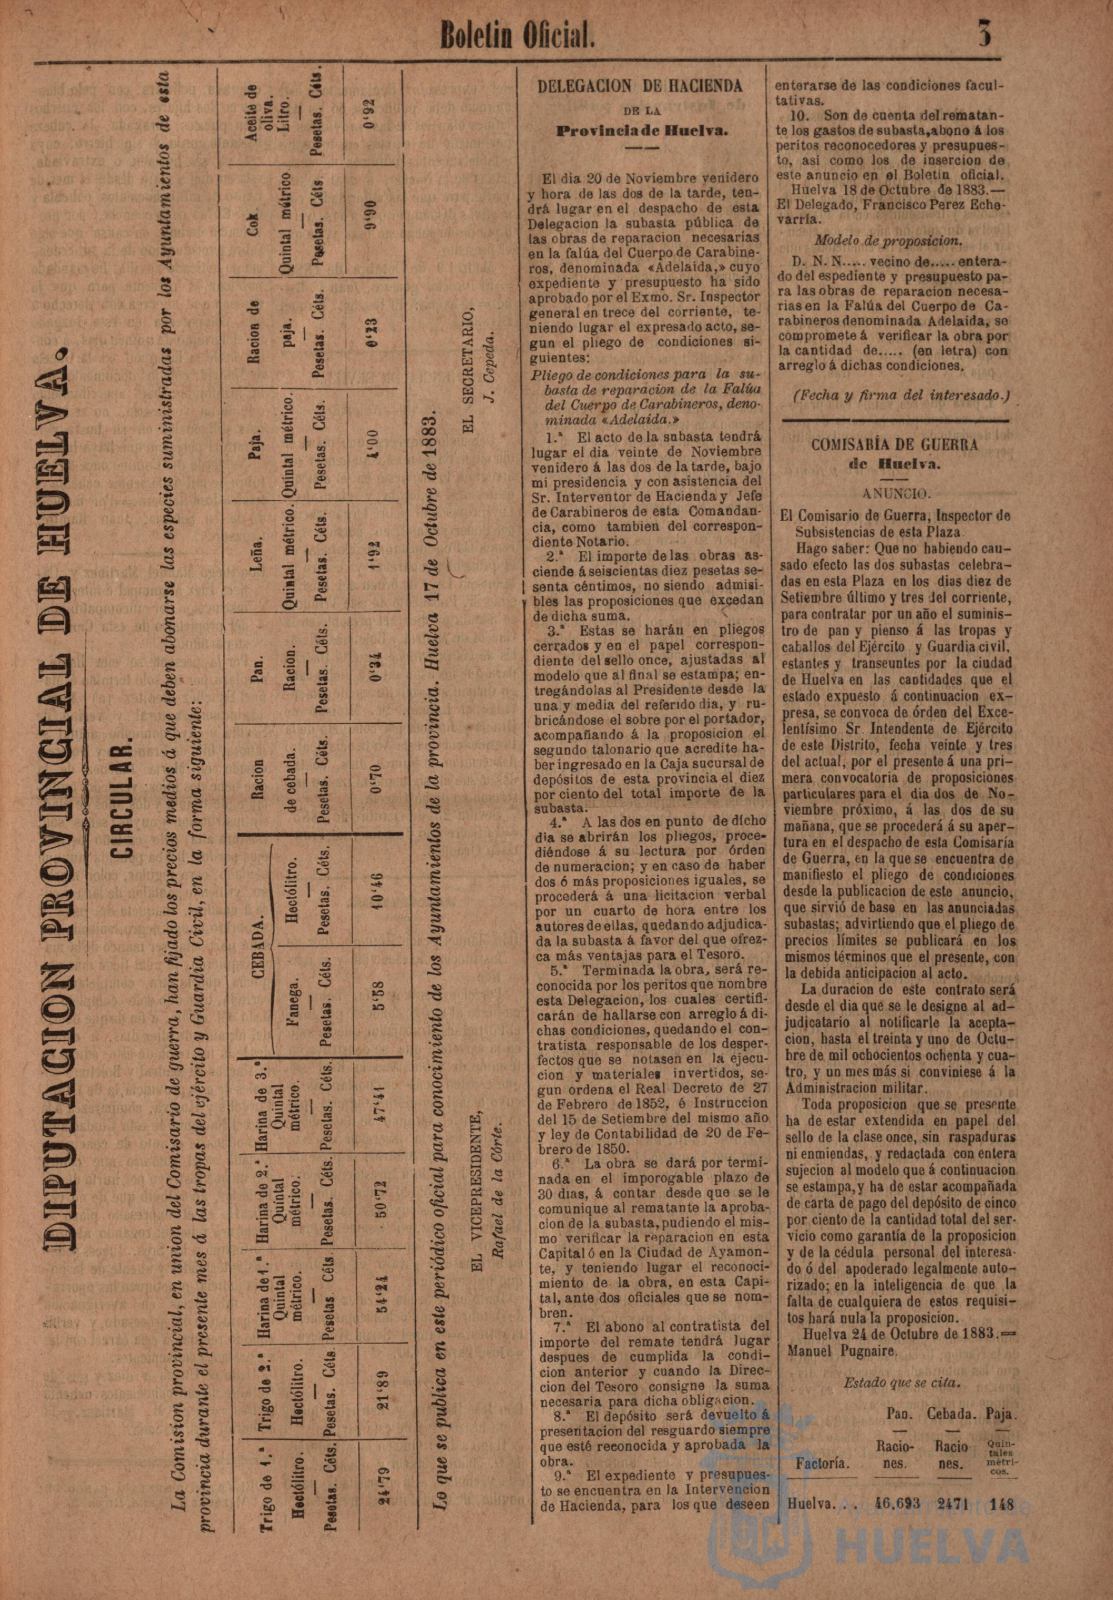 Boletin Oficial.
3
DIPUTACION PROVINCIAL DE HUELVA.
CIRCULAR.
La Comision provincial, en union del Comisario de guerra, han fijado los precios medios á que deben abonarse las especies suministradas por los Ayuntamientos de esta
provincia durante el presente mes á las tropas del ejército y Guardia Civil, en la forma siguiente:
Trigo de 1.ª Hectólitro. Pesetas. Céts. 24'79
Trigo de 2.ª Hectólitro. Pesetas. Céts 21'89
Harina de 1.ª Quintal métrico. Pesetas Céts. 54'24
Harina de 2.ª Quintal métrico. Pesetas. Céts. 50'72
Harina de 3.ª Quintal métrico. Pesetas. Céts. 47'41
CEBADA.
Fanega. Pesetas. Céts. 5'58
Hectólitro. Pesetas. Céts. 10'46
Racion de cebada. Pesetas. Céts. 0'70
Pan. Racion. Pesetas. Céts. 0'34
Leña. Quintal métrico. Pesetas. Céts. 1'92
Paja. Quintal métrico. Pesetas. Céts. 4'00
Racion de paja. Pesetas. Céts. 0'23
Cok. Quintal métrico Pesetas. Céts 9'90
Aceite de oliva. Litro. Pesetas. Céts. 0'92
Lo que se publica en este periódico oficial para conocimiento de los Ayuntamientos de la provincia. Huelva 17 de Octubre de 1883.
EL VICEPRESIDENTE,
Rafael de la Córte.
EL SECRETARIO,
J. Cepeda.
DELEGACION DE HACIENDA
DE LA
Provincia de Huelva.
El dia 20 de Noviembre venidero
y hora de las dos de la tarde, ten-
drá lugar en el despacho de esta
Delegacion la subasta pública de
las obras de reparacion necesarias
en la falúa del Cuerpo de Carabine-
ros, denominada «Adelaida,» cuyo
expediente y presupuesto ha sido
aprobado por el Exmo. Sr. Inspector
general en trece del corriente, te-
niendo lugar el expresado acto, se-
gun el pliego de condiciones si-
guientes:
Pliego de condiciones para la su-
basta de reparacion de la Falúa
del Cuerpo de Carabineros, deno-
minada «Adelaida.»
1.ª El acto de la subasta tendrá
lugar el dia veinte de Noviembre
venidero á las dos de la tarde, bajo
mi presidencia y con asistencia del
Sr. Interventor de Hacienda y Jefe
de Carabineros de esta Comandan-
cia, como tambien del correspon-
diente Notario.
2.ª El importe de las obras as-
ciende á seiscientas diez pesetas se-
senta céntimos, no siendo admisi-
bles las proposiciones que excedan
de dicha suma.
3.ª Estas se harán en pliegos
cerrados y en el papel correspon-
diente del sello once, ajustadas al
modelo que al final se estampa; en-
tregándolas al Presidente desde la
una y media del referido dia, y ru-
bricándose el sobre por el portador,
acompañando á la proposicion el
segundo talonario que acredite ha-
ber ingresado en la Caja sucursal de
depósitos de esta provincia el diez
por ciento del total importe de la
subasta.
4.ª A las dos en punto de dicho
dia se abrirán los pliegos, proce-
diéndose á su lectura por órden
de numeracion; y en caso de haber
dos ó más proposiciones iguales, se
procederá á una licitacion verbal
por un cuarto de hora entre los
autores de ellas, quedando adjudica-
da la subasta á favor del que ofrez-
ca más ventajas para el Tesoro.
5.ª Terminada la obra, será re-
conocida por los peritos que nombre
esta Delegacion, los cuales certifi-
carán de hallarse con arreglo á di-
chas condiciones, quedando el con-
tratista responsable de los desper-
fectos que se notasen en la ejecu-
cion y materiales invertidos, se-
gun ordena el Real Decreto de 27
de Febrero de 1852, é Instruccion
del 15 de Setiembre del mismo año
y ley de Contabilidad de 20 de Fe-
brero de 1850.
6.ª La obra se dará por termi-
nada en el imporogable plazo de
30 dias, á contar desde que se le
comunique al rematante la aproba-
cion de la subasta, pudiendo el mis-
mo verificar la reparacion en esta
Capital ó en la Ciudad de Ayamon-
te, y teniendo lugar el reconoci-
miento de la obra, en esta Capi-
tal, ante dos oficiales que se nom-
bren.
7.ª El abono al contratista del
importe del remate tendrá lugar
despues de cumplida la condi-
cion anterior y cuando la Direc-
cion del Tesoro consigne la suma
necesaria para dicha obligacion.
8.ª El depósito será devuelto á
presentacion del resguardo siempre
que esté reconocida y aprobada la
obra.
9.ª El expediente y presupues-
to se encuentra en la Intervencion
de Hacienda, para los que deseen
enterarse de las condiciones facul-
tativas.
10. Son de cuenta del rematan-
te los gastos de subasta, abono á los
peritos reconocedores y presupues-
to, asi como los de insercion de
este anuncio en el Boletin oficial.
Huelva 18 de Octubre de 1883.—
El Delegado, Francisco Perez Eche-
varría.
Modelo de proposicion.
D. N. N..... vecino de..... entera-
do del espediente y presupuesto pa-
ra las obras de reparacion necesa-
rias en la Falúa del Cuerpo de Ca-
rabineros denominada Adelaida, se
compromete á verificar la obra por
la cantidad de..... (en letra) con
arreglo á dichas condiciones.
(Fecha y firma del interesado.)
COMISARÍA DE GUERRA
de Huelva.
ANUNCIO.
El Comisario de Guerra, Inspector de
Subsistencias de esta Plaza.
Hago saber: Que no habiendo cau-
sado efecto las dos subastas celebra-
das en esta Plaza en los dias diez de
Setiembre último y tres del corriente,
para contratar por un año el suminis-
tro de pan y pienso á las tropas y
caballos del Ejército y Guardia civil,
estantes y transeuntes por la ciudad
de Huelva en las cantidades que el
estado expuesto á continuacion ex-
presa, se convoca de órden del Exce-
lentísimo Sr Intendente de Ejército
de este Distrito, fecha veinte y tres
del actual, por el presente á una pri-
mera convocatoria de proposiciones
particulares para el dia dos de No-
viembre próximo, á las dos de su
mañana, que se procederá á su aper-
tura en el despacho de esta Comisaría
de Guerra, en la que se encuentra de
manifiesto el pliego de condiciones
desde la publicacion de este anuncio,
que sirvió de base en las anunciadas
subastas; advirtiendo que el pliego de
precios límites se publicará en los
mismos términos que el presente, con
la debida anticipacion al acto.
La duracion de este contrato será
desde el dia que se le designe al ad-
judicatario al notificarle la acepta-
cion, hasta el treinta y uno de Octu-
bre de mil ochocientos ochenta y cua-
tro, y un mes más si conviniese á la
Administracion militar.
Toda proposicion que se presente
ha de estar extendida en papel del
sello de la clase once, sin raspaduras
ni enmiendas, y redactada con entera
sujecion al modelo que á continuacion
se estampa, y ha de estar acompañada
de carta de pago del depósito de cinco
por ciento de la cantidad total del ser-
vicio como garantía de la proposicion
y de la cédula personal del interesa-
do ó del apoderado legalmente auto-
rizado; en la inteligencia de que la
falta de cualquiera de estos requisi-
tos hará nula la proposicion.
Huelva 24 de Octubre de 1883.=
Manuel Pugnaire.
Estado que se cita.
Pan. Cebada. Paja.
Factoría. Racio- nes. Racio nes. Quin- tales métri- cos.
Huelva. . . 46.693 2471 148
Ayuntamiento de
HUELVA